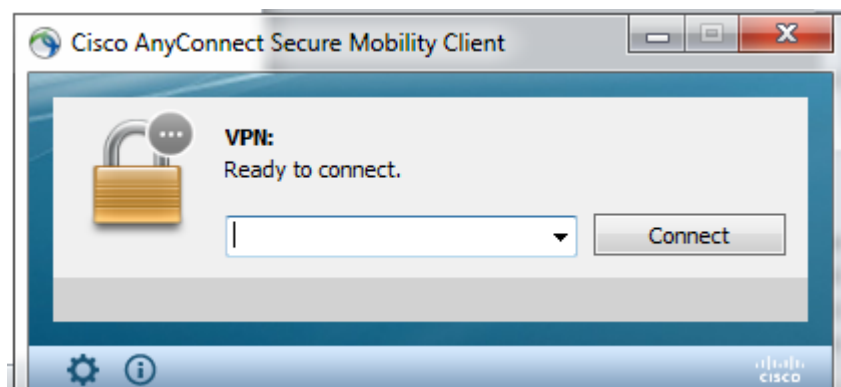 Cisco AnyConnect Secure Mobility Client
VPN:
Ready to connect.
Connect
CISCO